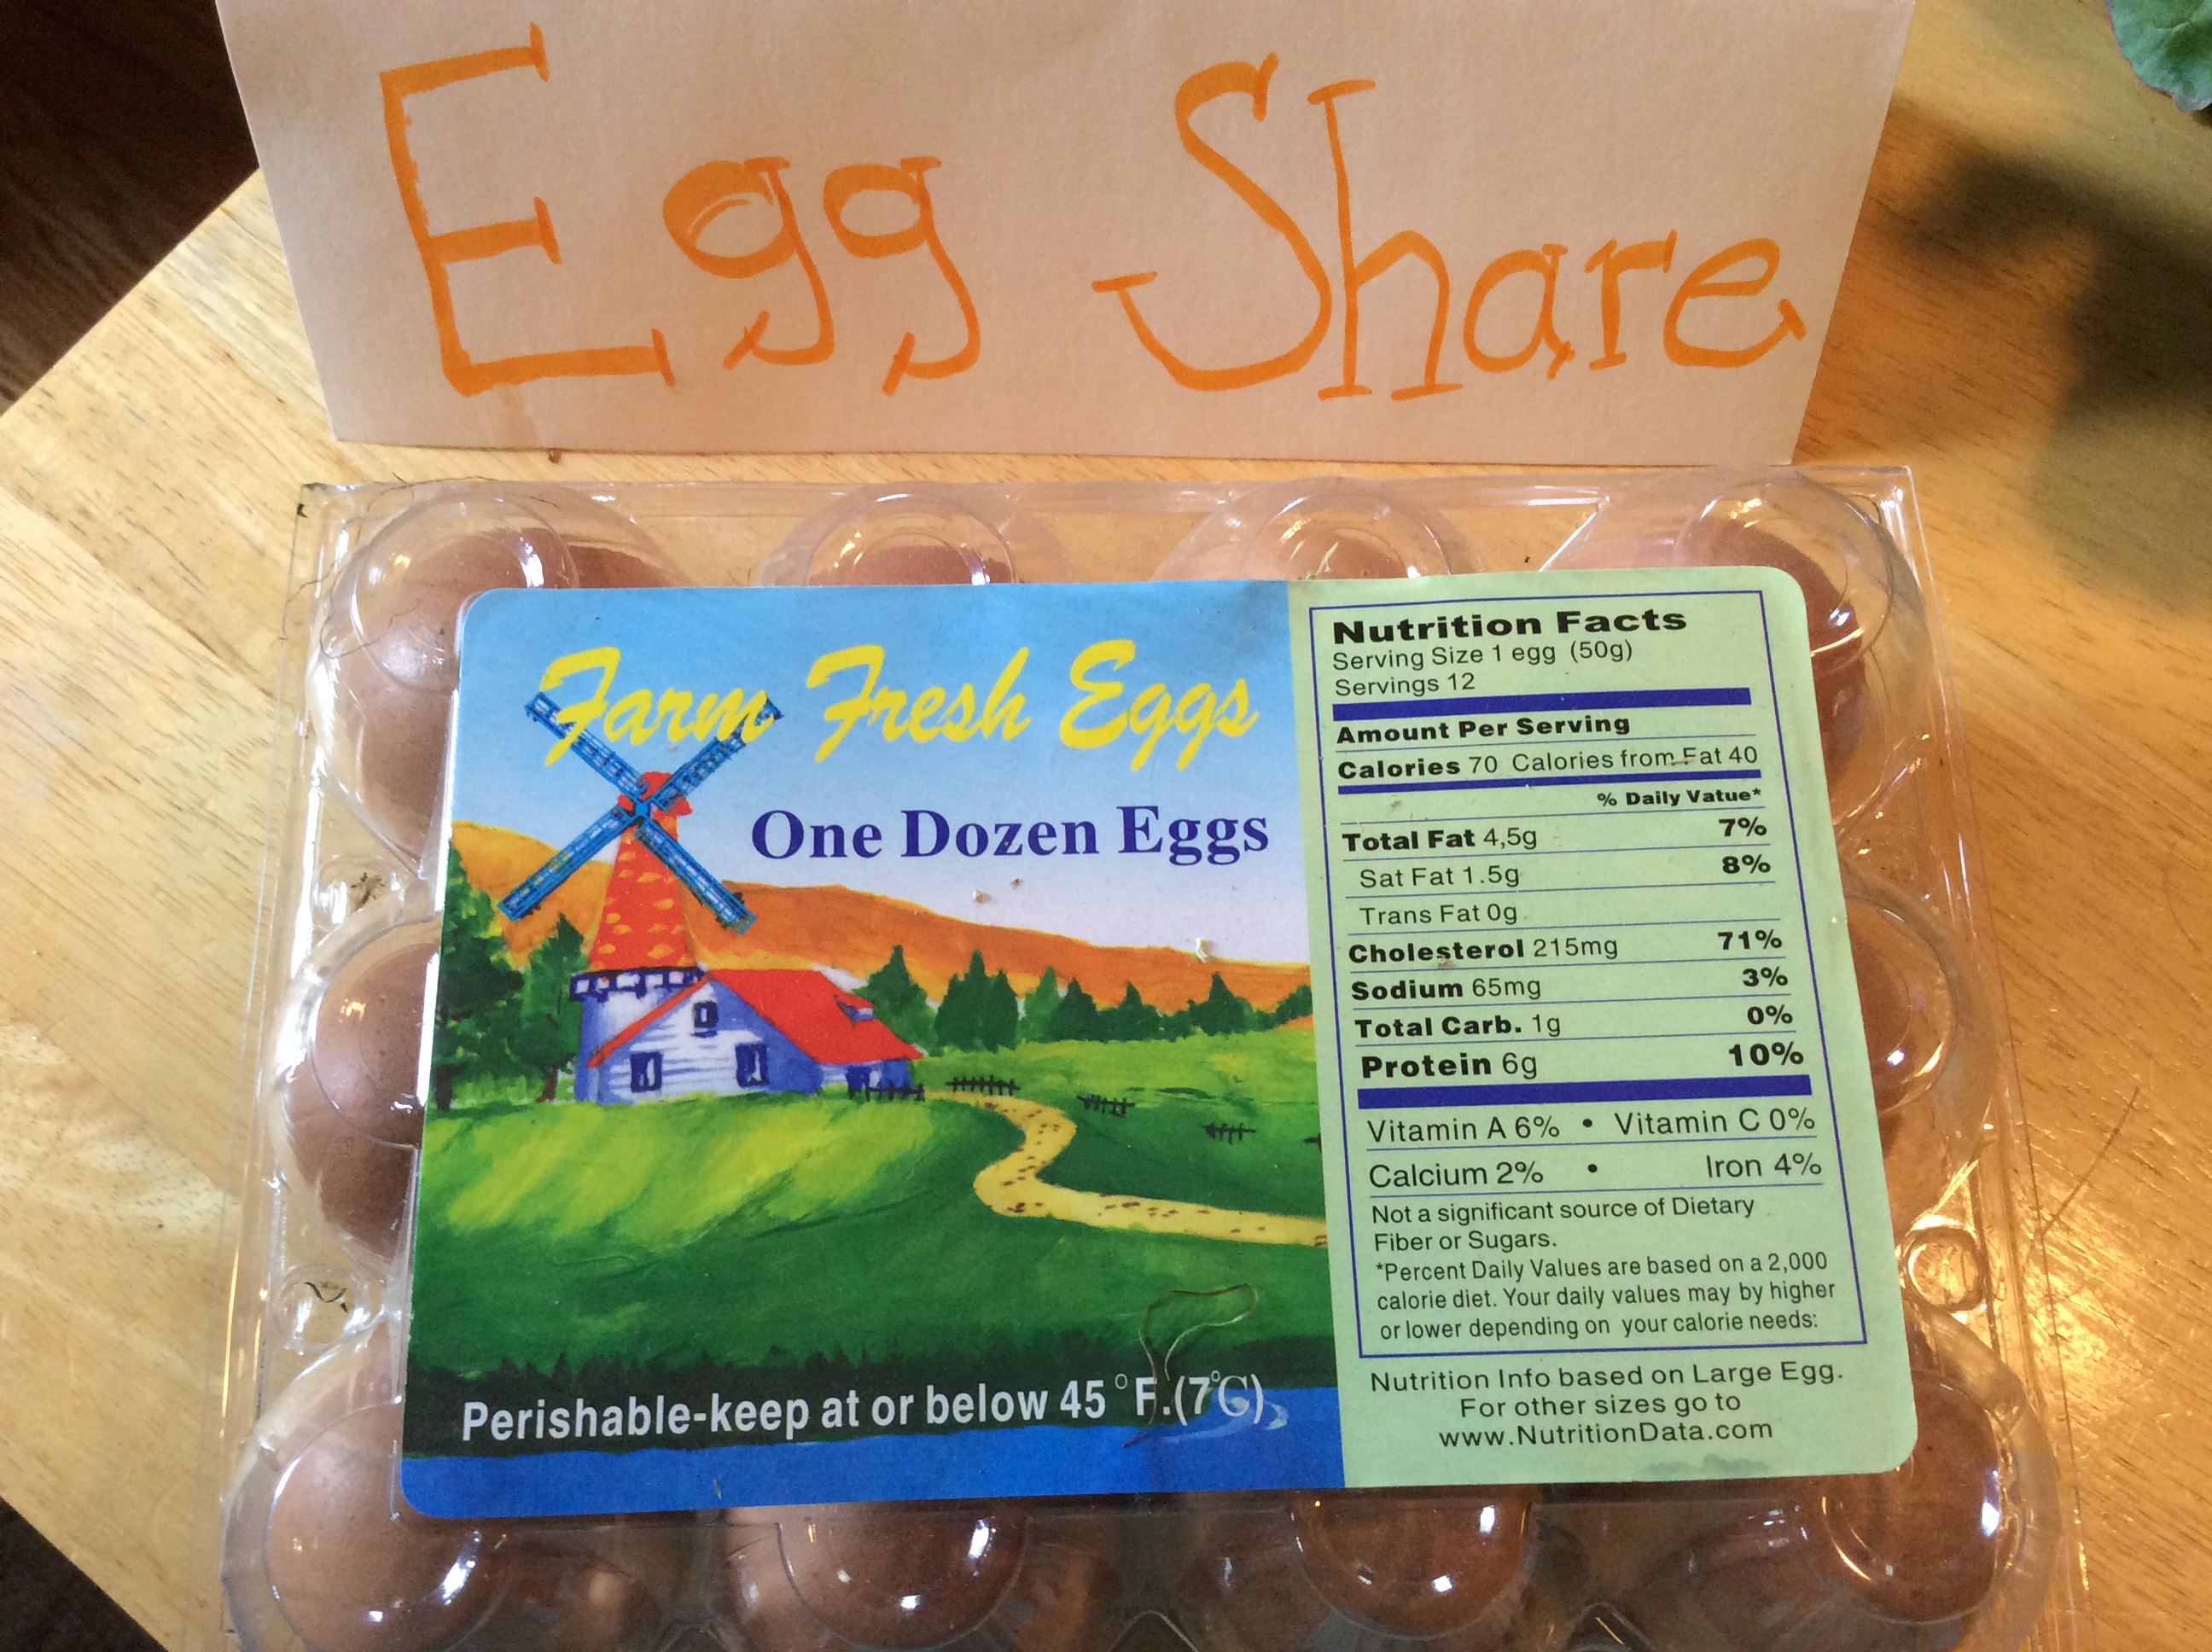 Egg Share
Farm Fresh Eggs
One Dozen Eggs
Perishable-keep at or below 45 °F.(7°C)
Nutrition Facts
Serving Size 1 egg (50g)
Servings 12
Amount Per Serving
Calories 70 Calories from Fat 40
% Daily Vatue*
Total Fat 4,5g 7%
Sat Fat 1.5g 8%
Trans Fat 0g
Cholesterol 215mg 71%
Sodium 65mg 3%
Total Carb. 1g 0%
Protein 6g 10%
Vitamin A 6% • Vitamin C 0%
Calcium 2% • Iron 4%
Not a significant source of Dietary
Fiber or Sugars.
*Percent Daily Values are based on a 2,000
calorie diet. Your daily values may by higher
or lower depending on your calorie needs:
Nutrition Info based on Large Egg.
For other sizes go to
www.NutritionData.com